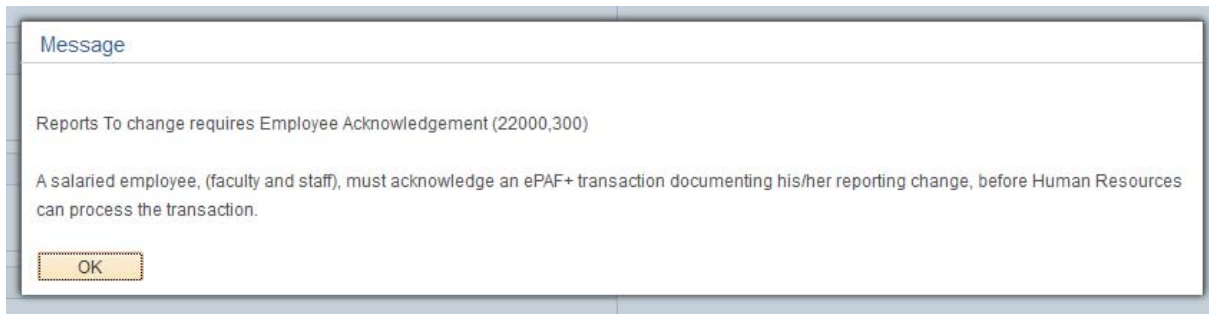 Message
Reports To change requires Employee Acknowledgement (22000,300)
A salaried employee, (faculty and staff), must acknowledge an ePAF+ transaction documenting his/her reporting change, before Human Resources
can process the transaction.
OK